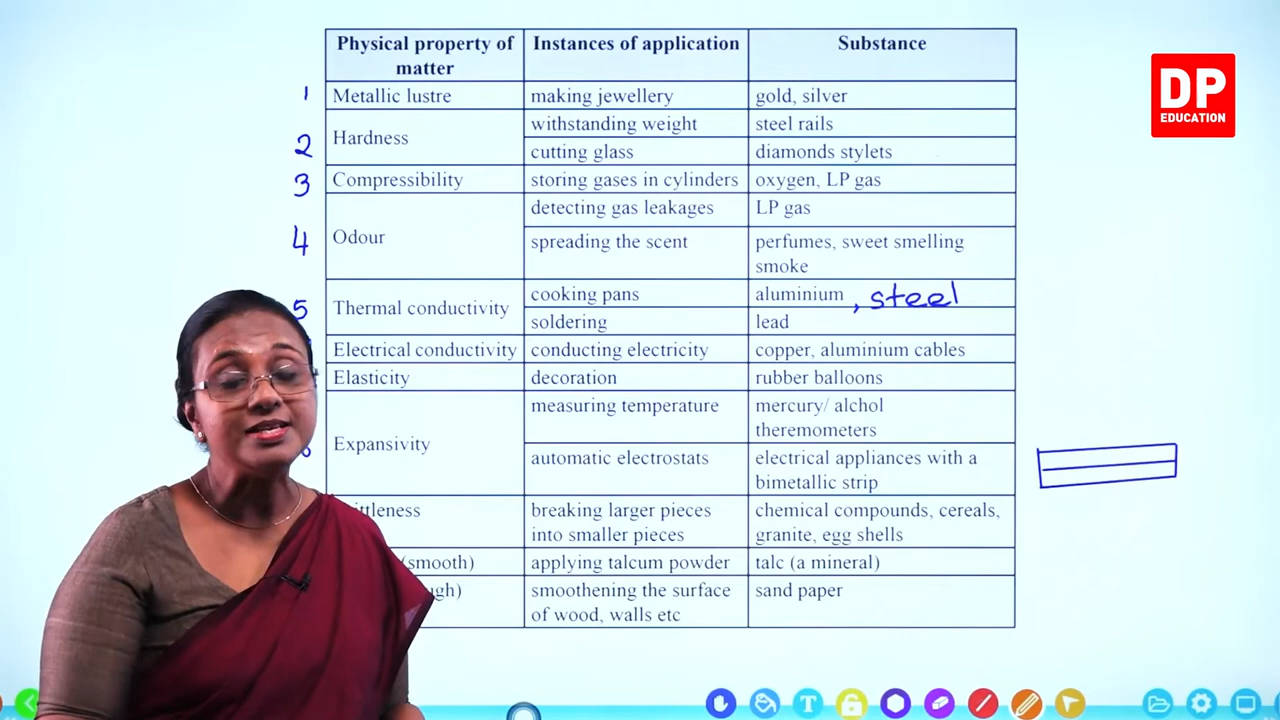 Physical property of matter
Instances of application
Substance
1
Metallic lustre
making jewellery
gold, silver
2
Hardness
withstanding weight
steel rails
cutting glass
diamonds stylets
3
Compressibility
storing gases in cylinders
oxygen, LP gas
4
Odour
detecting gas leakages
LP gas
spreading the scent
perfumes, sweet smelling
smoke
5
Thermal conductivity
cooking pans
aluminium , steel
soldering
lead
Electrical conductivity
conducting electricity
copper, aluminium cables
Elasticity
decoration
rubber balloons
Expansivity
measuring temperature
mercury/ alchol
theremometers
automatic electrostats
electrical appliances with a
bimetallic strip
breaking larger pieces
into smaller pieces
chemical compounds, cereals,
granite, egg shells
(smooth)
applying talcum powder
talc (a mineral)
smoothening the surface
of wood, walls etc
sand paper
DP
EDUCATION